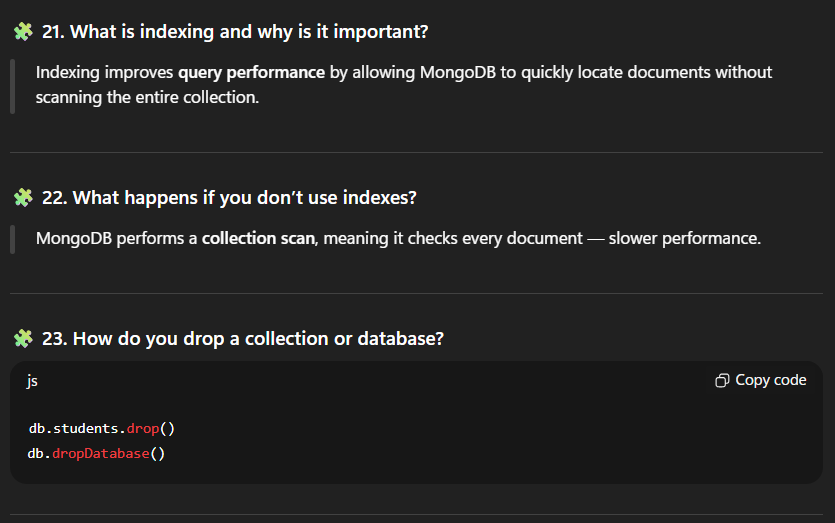 🧩 21. What is indexing and why is it important?
Indexing improves query performance by allowing MongoDB to quickly locate documents without
scanning the entire collection.
🧩 22. What happens if you don’t use indexes?
MongoDB performs a collection scan, meaning it checks every document — slower performance.
🧩 23. How do you drop a collection or database?
js Copy code
db.students.drop()
db.dropDatabase()